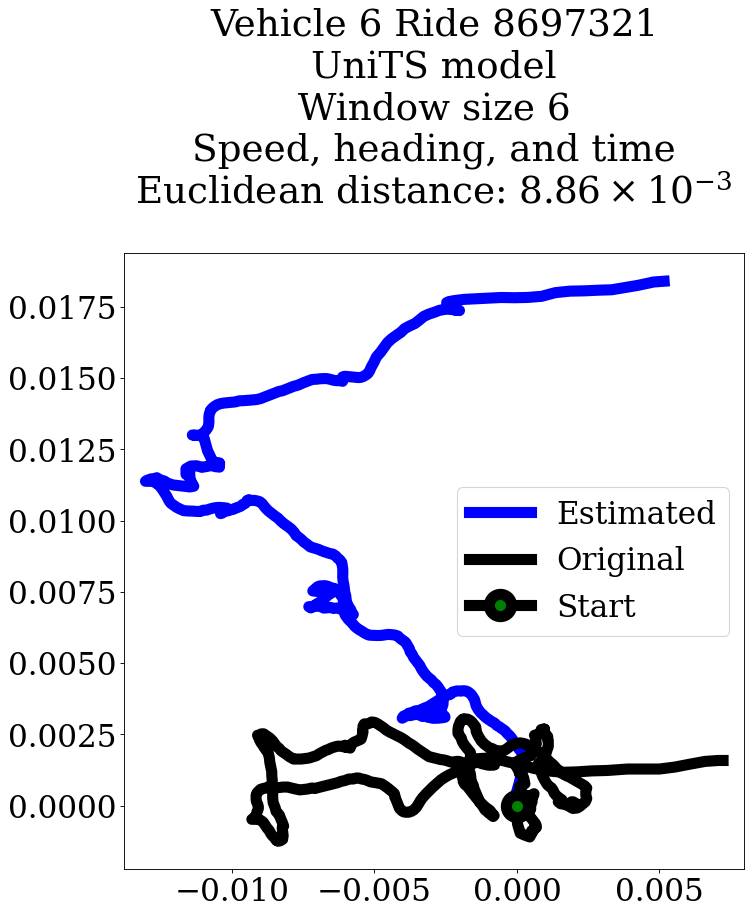 Vehicle 6 Ride 8697321
UniTS model
Window size 6
Speed, heading, and time
Euclidean distance: 8.86 × 10⁻³
0.0175
0.0150
0.0125
0.0100
0.0075
0.0050
0.0025
0.0000
Estimated
Original
Start
−0.010 −0.005 0.000 0.005